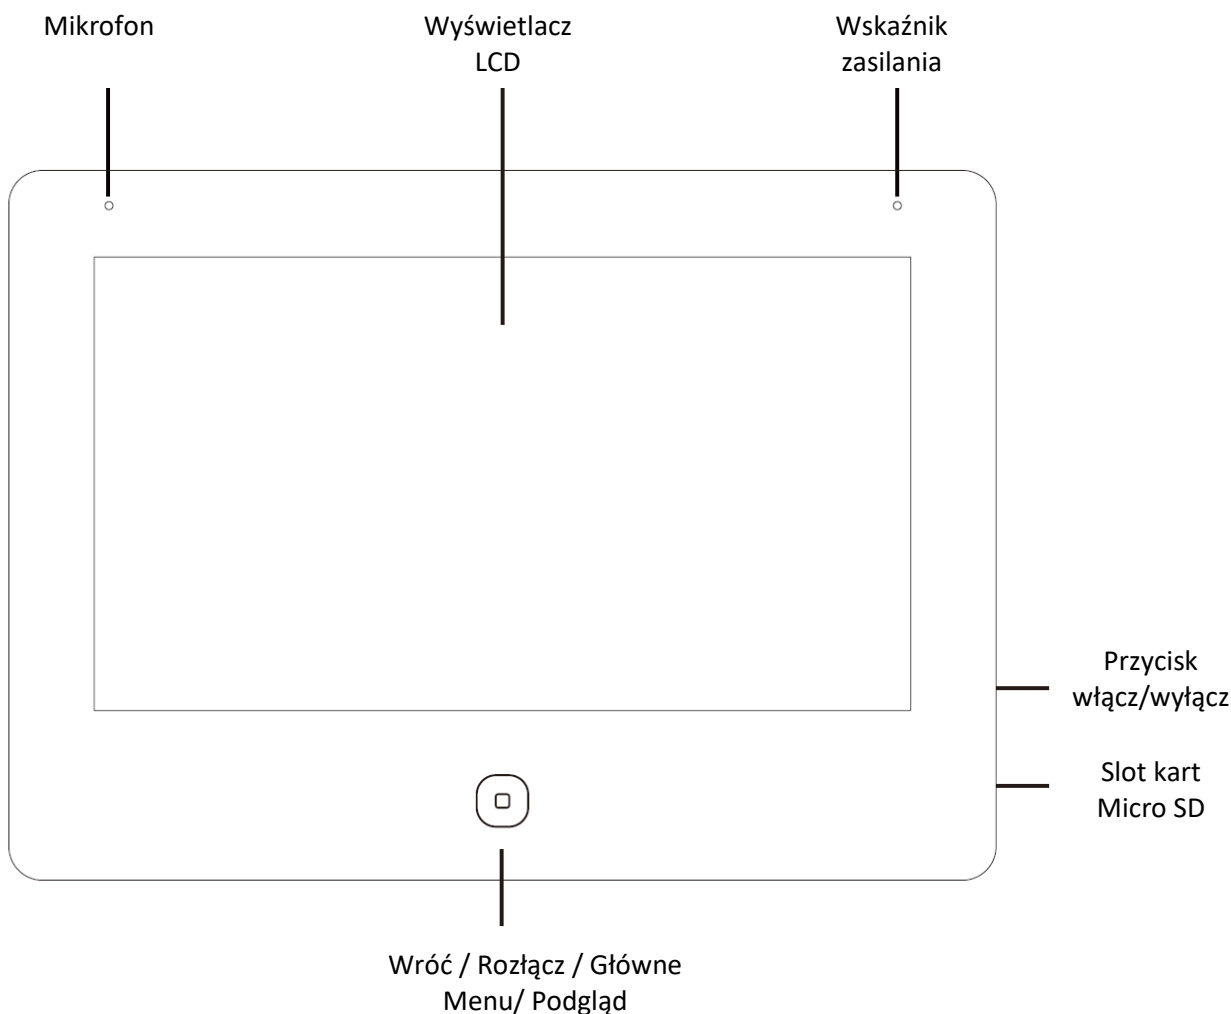 Mikrofon
Wyświetlacz
LCD
Wskaźnik
zasilania
Przycisk
włącz/wyłącz
Slot kart
Micro SD
Wróć / Rozłącz / Główne
Menu/ Podgląd